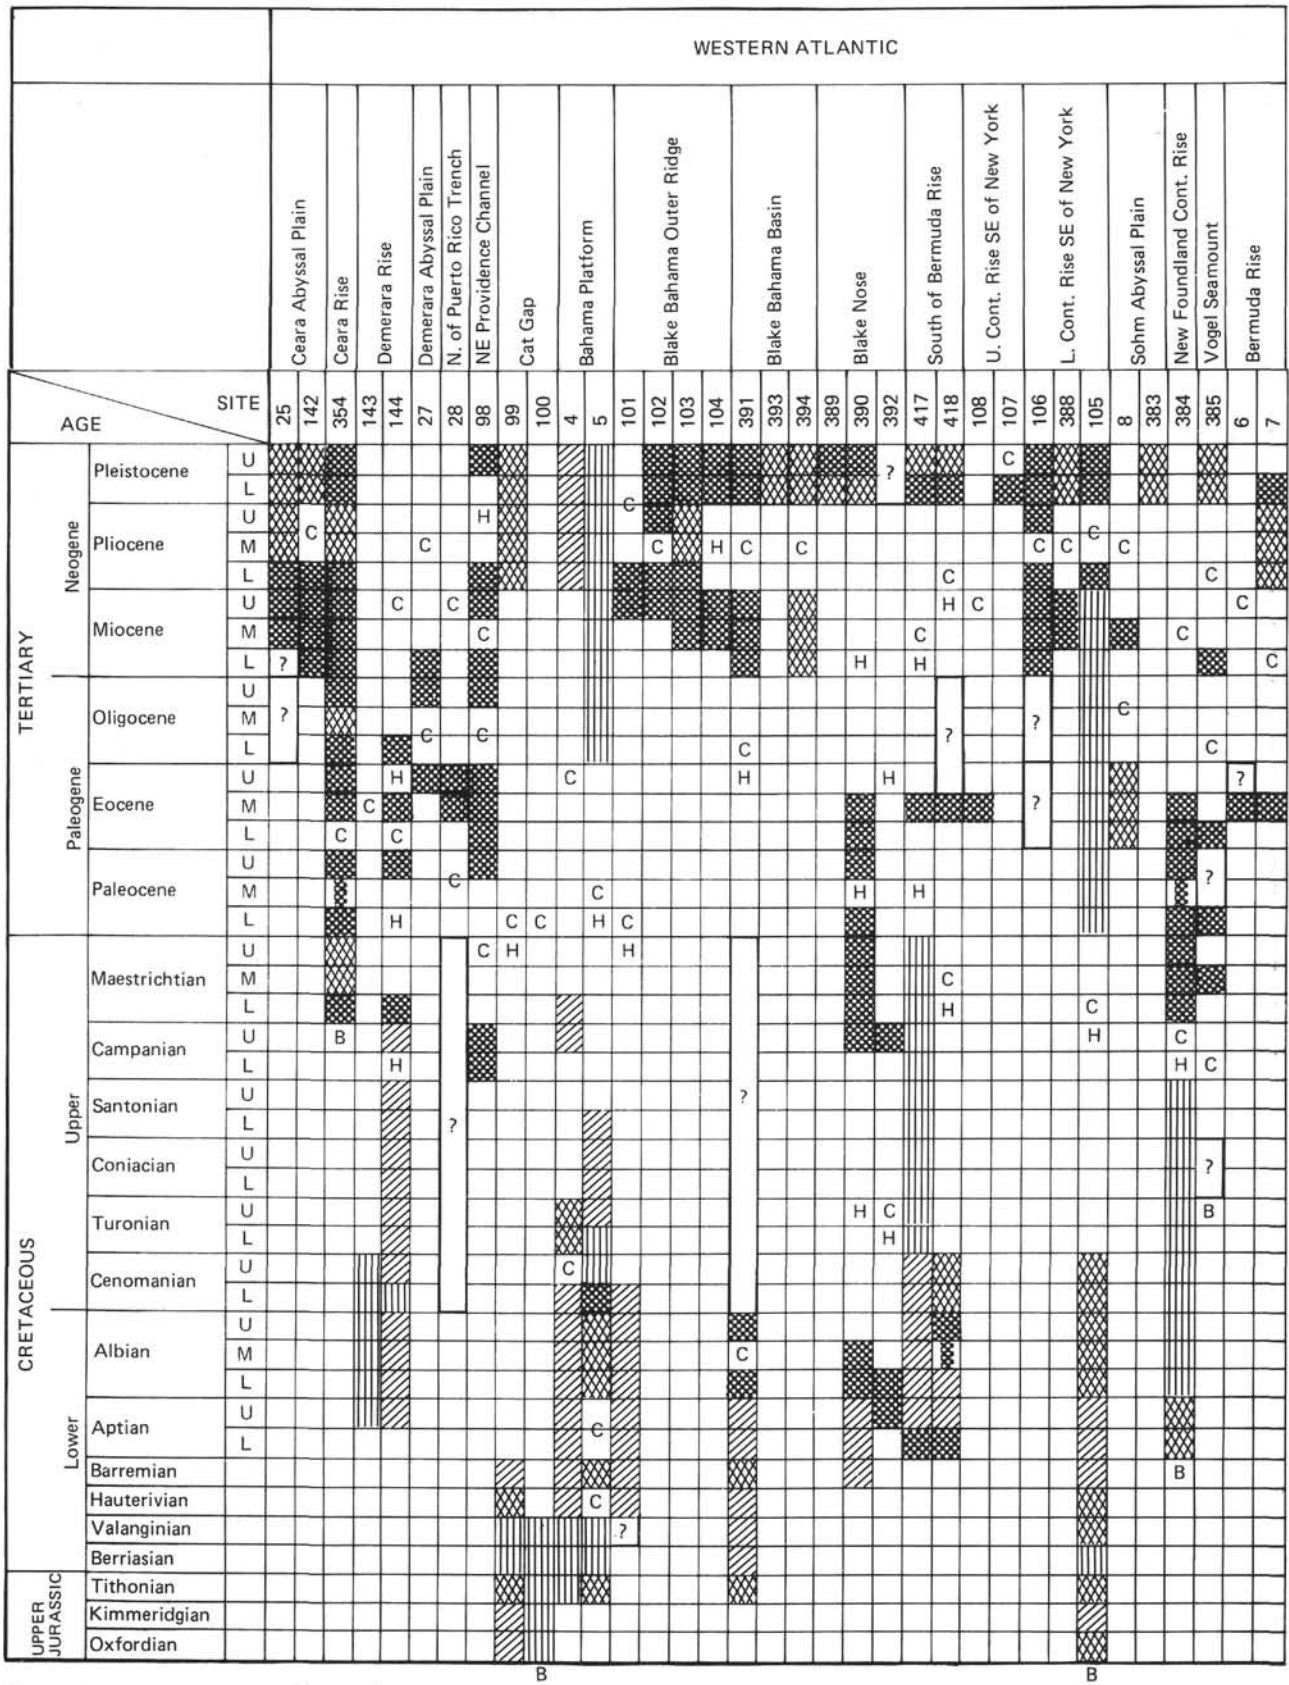 WESTERN ATLANTIC
Ceara Abyssal Plain
Ceara Rise
Demerara Rise
Demerara Abyssal Plain
N. of Puerto Rico Trench
NE Providence Channel
Cat Gap
Bahama Platform
Blake Bahama Outer Ridge
Blake Bahama Basin
Blake Nose
South of Bermuda Rise
U. Cont. Rise SE of New York
L. Cont. Rise SE of New York
Sohm Abyssal Plain
New Foundland Cont. Rise
Vogel Seamount
Bermuda Rise
AGE SITE 25 142 354 143 144 27 28 98 99 100 4 5 101 102 103 104 391 393 394 389 390 392 417 418 108 107 106 388 105 8 383 384 385 6 7
TERTIARY
Neogene
Pleistocene
U C
L ? C
Pliocene
U C H C
M C C H C C C C C
L C C
Miocene
U C C H C C
M C C C
L ? H H C
Paleogene
Oligocene
U
M ? ? C
L C C C ? C
Eocene
U H C H H ?
M C ?
L C C
Paleocene
U
M C C H H ?
L H C C H C
CRETACEOUS
Upper
Maestrichtian
U C H H
M C
L H C
Campanian
U B H C
L H H C
Santonian
U ?
L ?
Coniacian
U ?
L
Turonian
U H C B
L H
Cenomanian
U C
L
Lower
Albian
U
M C
L
Aptian
U C
L
Barremian B
Hauterivian C
Valanginian ?
Berriasian
UPPER JURASSIC
Tithonian
Kimmeridgian
Oxfordian
B B